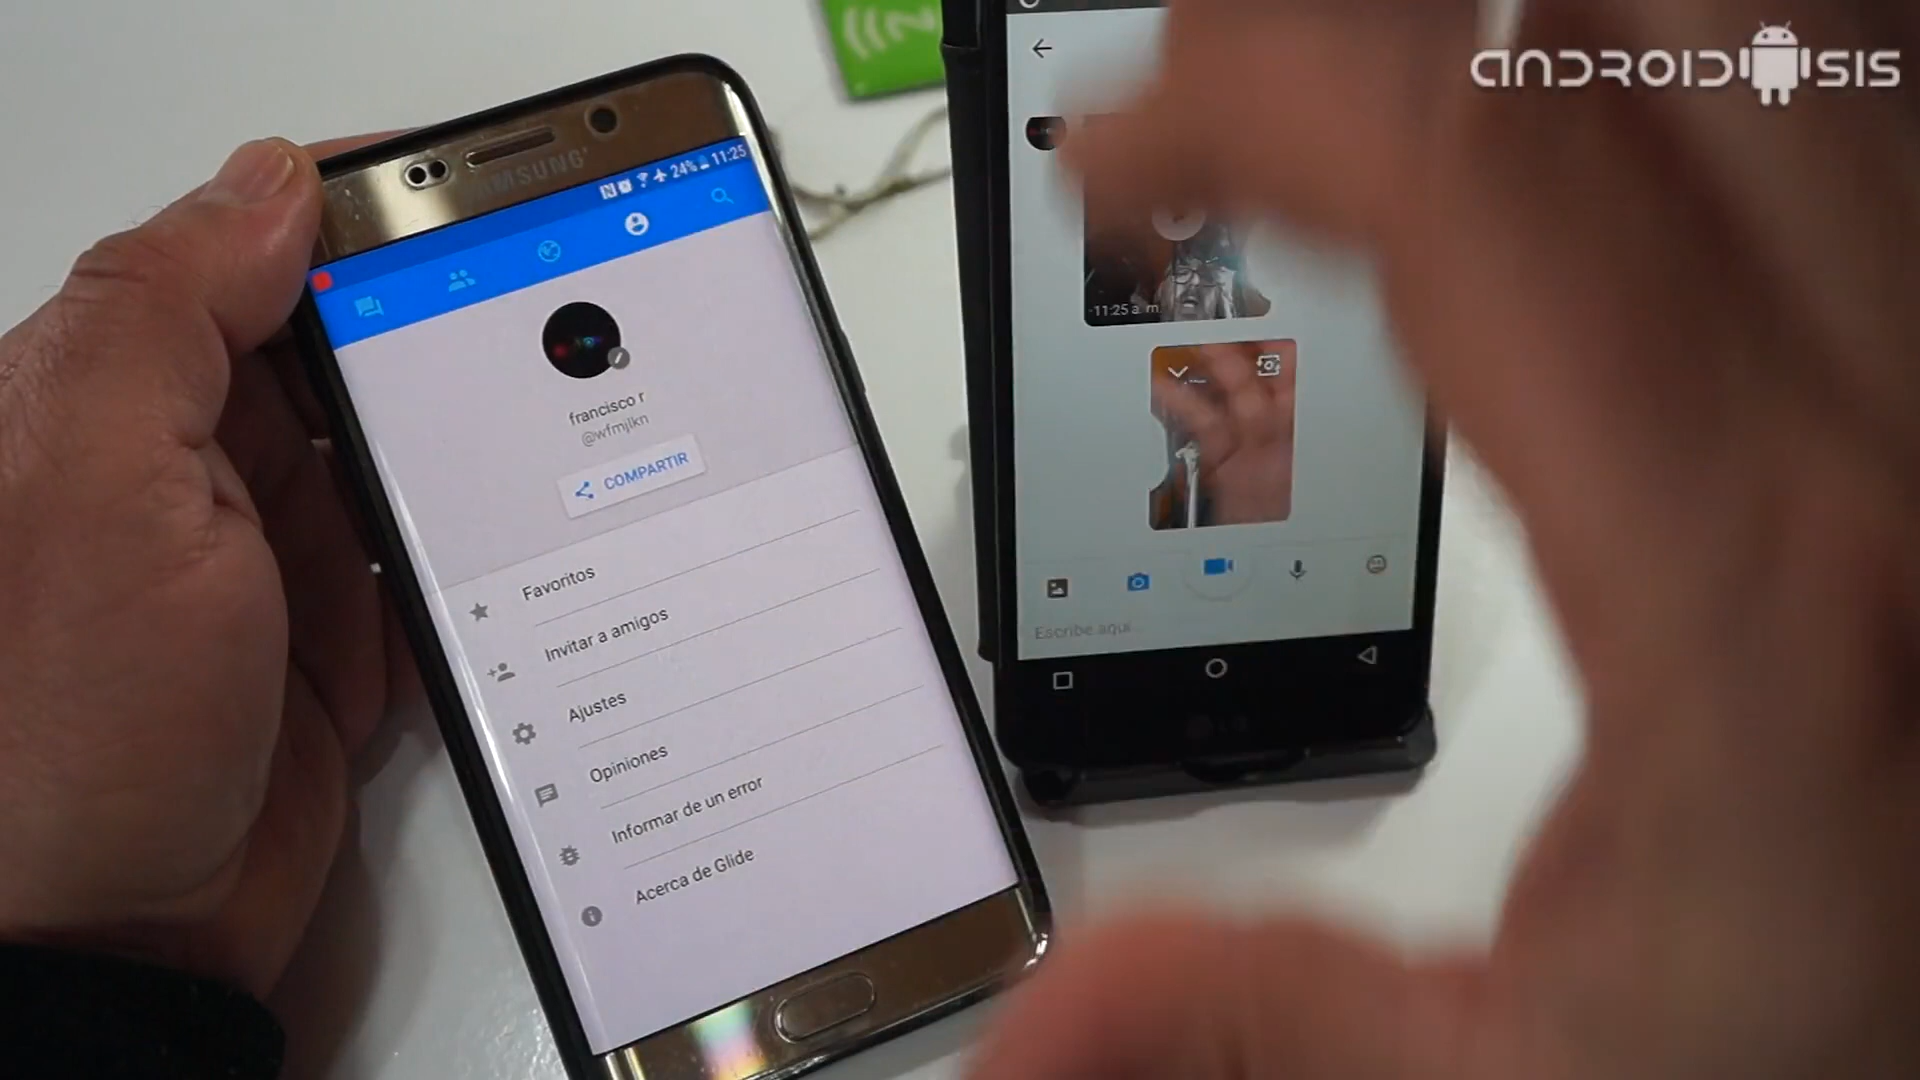 ANDROIDSIS
SAMSUNG
24% 11:25
francisco r
@wfmjlkn
COMPARTIR
Favoritos
Invitar a amigos
Ajustes
Opiniones
Informar de un error
Acerca de Glide
-11:25 a. m.
Escribe aquí...
LG